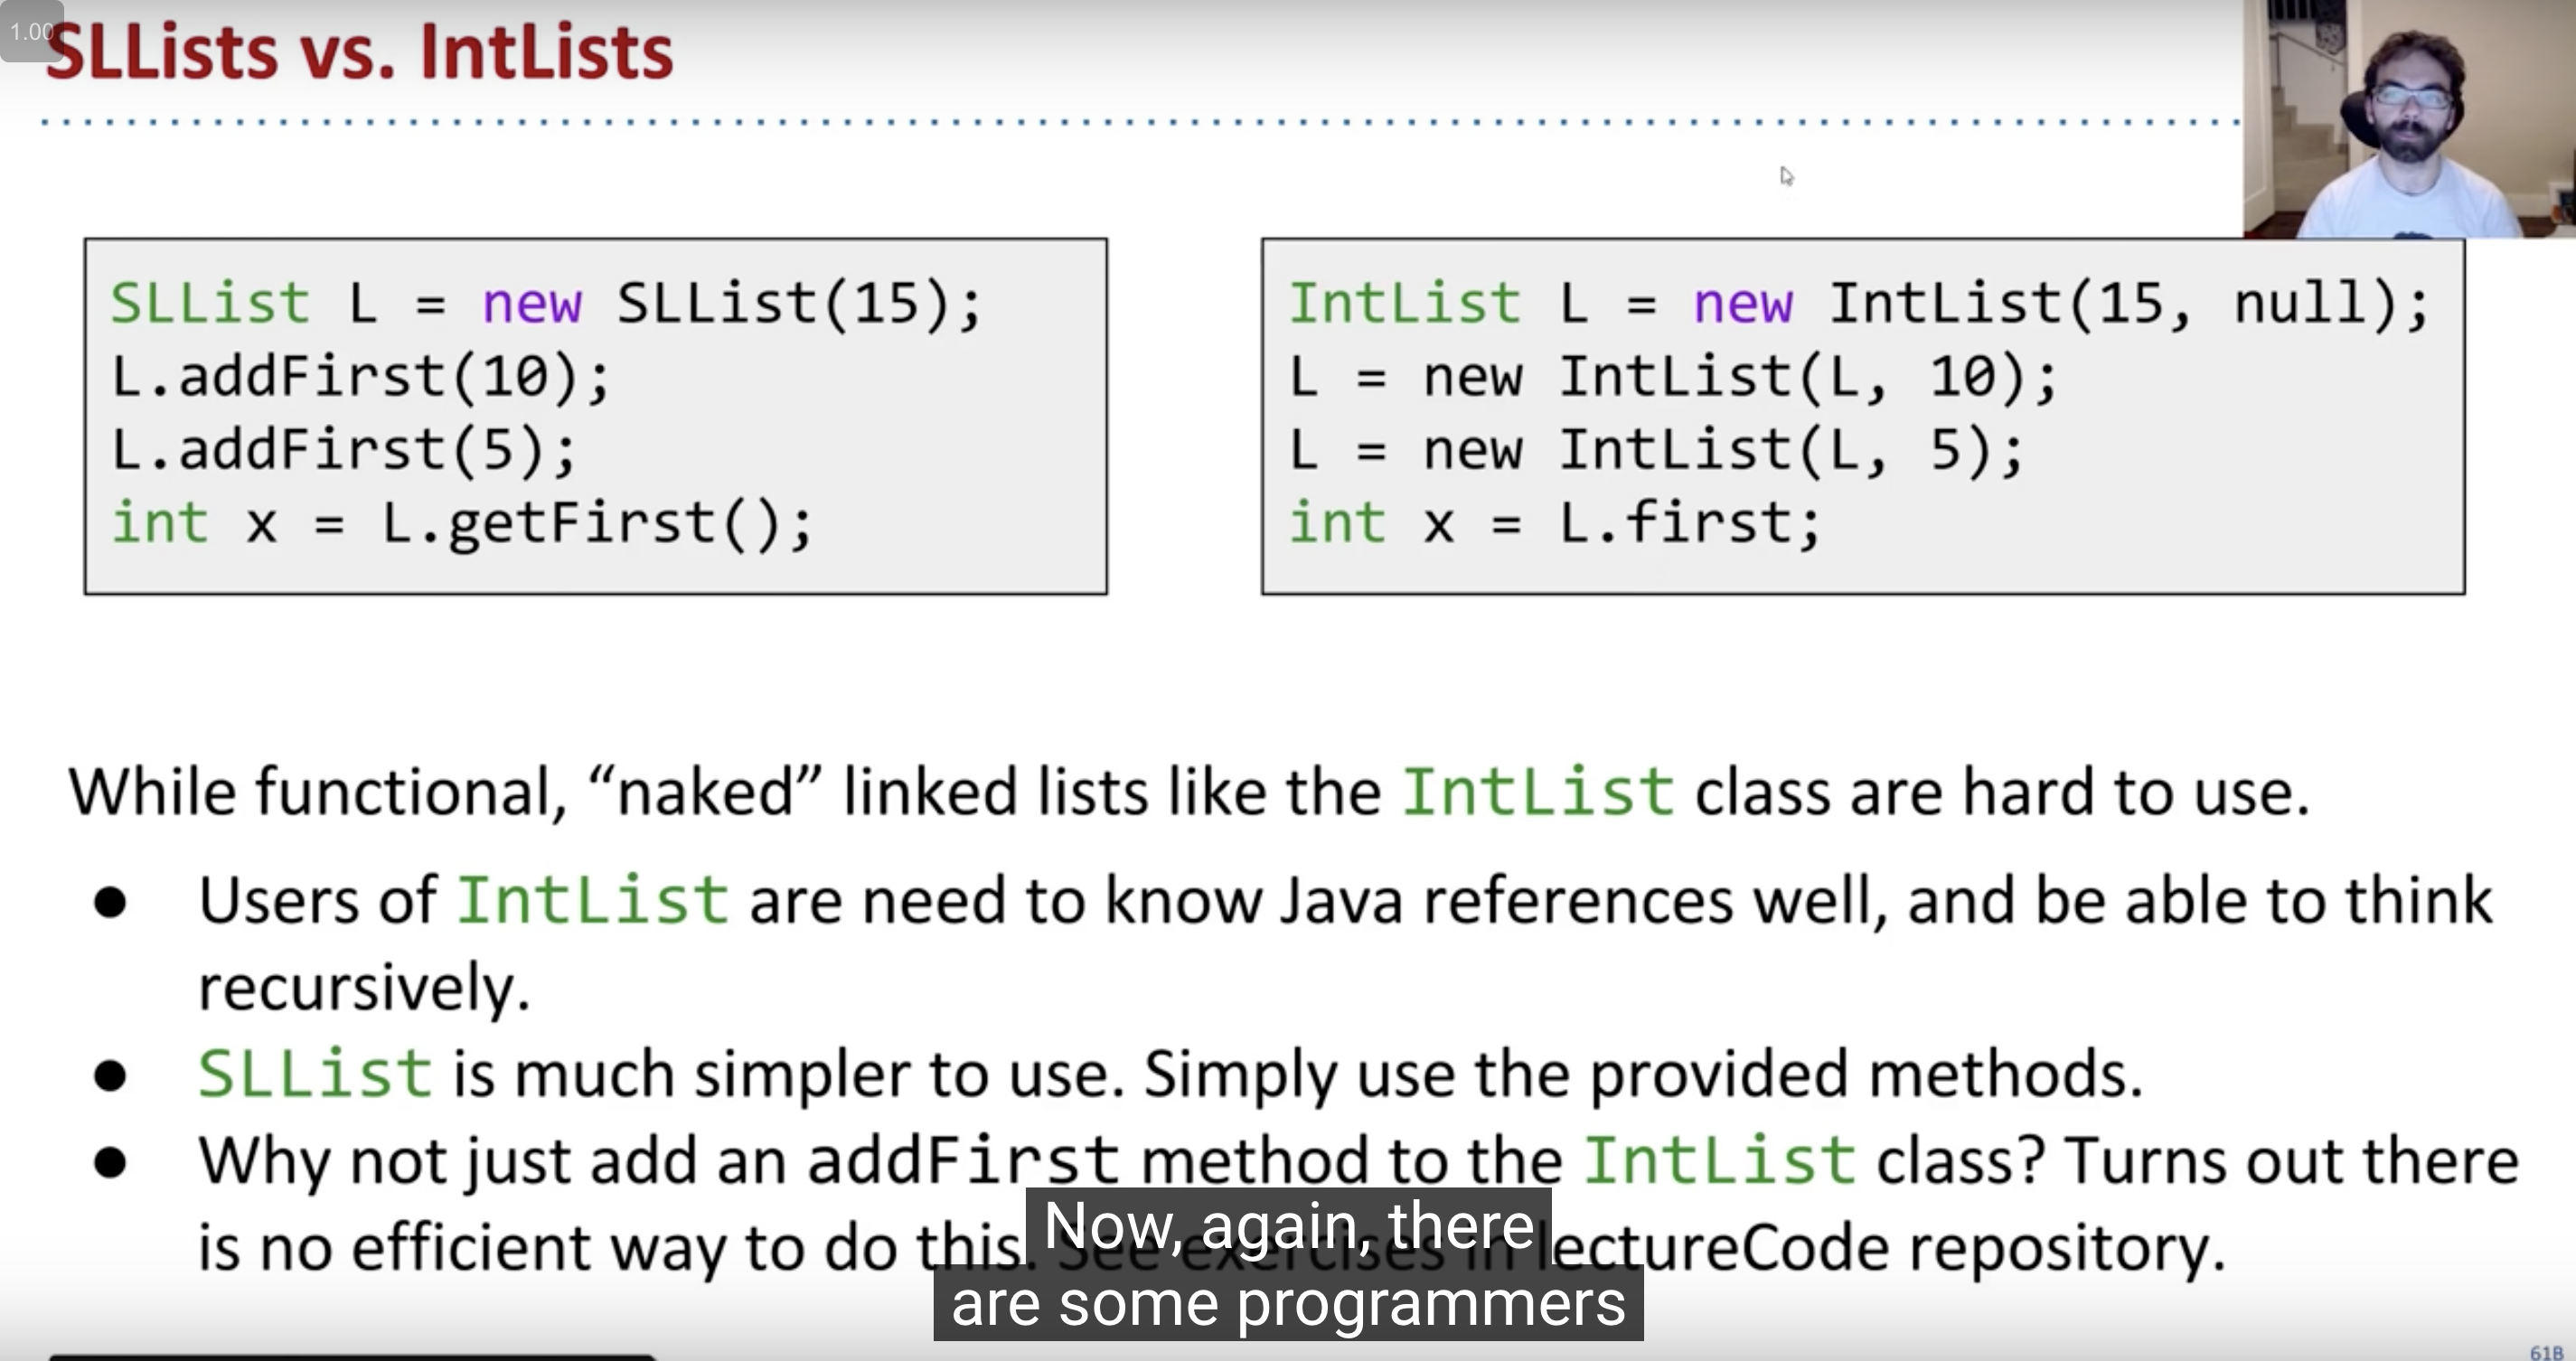 1.00
SLLists vs. IntLists
SLList L = new SLList(15);
L.addFirst(10);
L.addFirst(5);
int x = L.getFirst();
IntList L = new IntList(15, null);
L = new IntList(L, 10);
L = new IntList(L, 5);
int x = L.first;
While functional, “naked” linked lists like the IntList class are hard to use.
● Users of IntList are need to know Java references well, and be able to think
recursively.
● SLList is much simpler to use. Simply use the provided methods.
● Why not just add an addFirst method to the IntList class? Turns out there
is no efficient way to do this. See exercises in lectureCode repository.
Now, again, there
are some programmers
61B